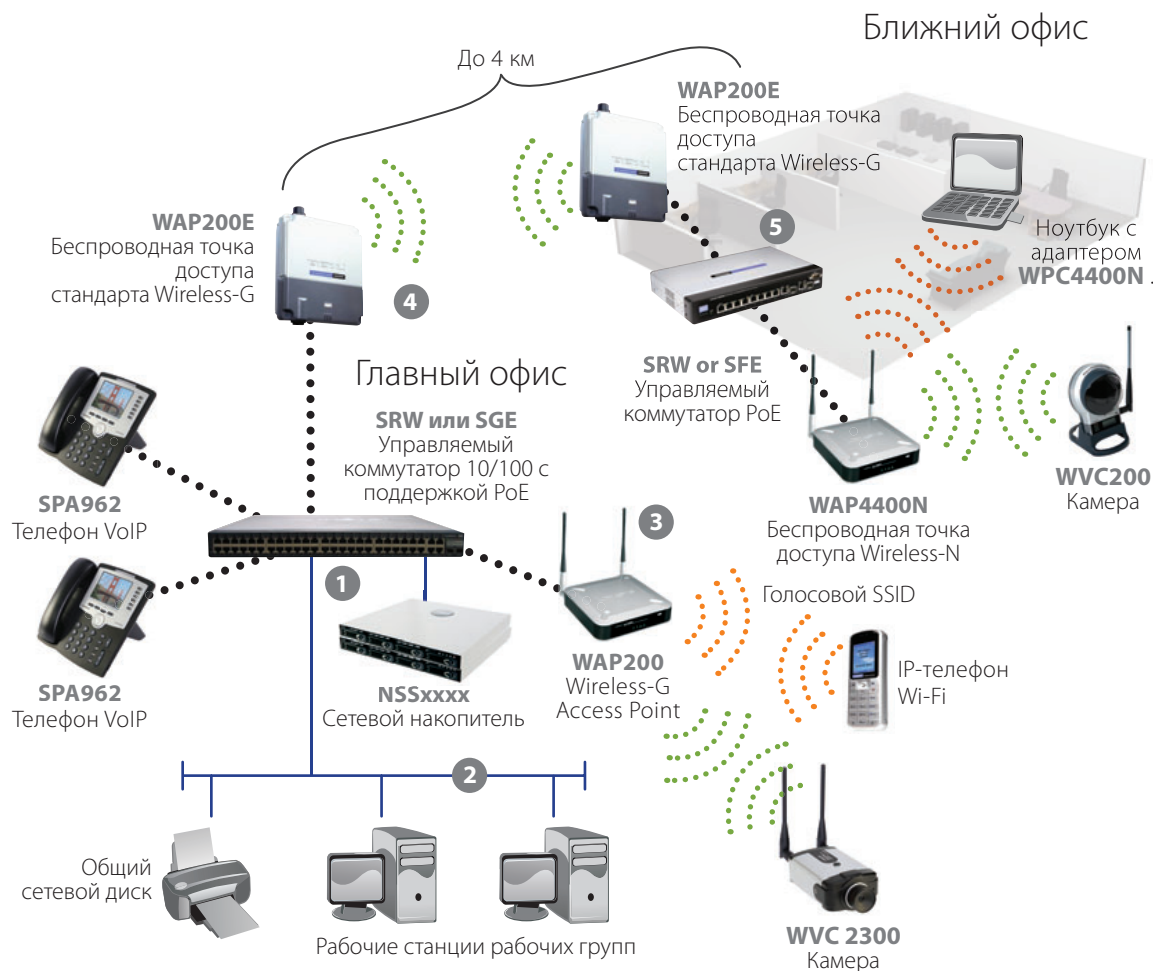 Ближний офис
До 4 км
WAP200E
Беспроводная точка
доступа
стандарта Wireless-G
WAP200E
Беспроводная точка
доступа
стандарта Wireless-G
4
5
Ноутбук с
адаптером
WPC4400N .
Главный офис
SRW или SGE
Управляемый
коммутатор 10/100 с
поддержкой PoE
SRW or SFE
Управляемый
коммутатор PoE
SPA962
Телефон VoIP
WAP4400N
Беспроводная точка
доступа Wireless-N
WVC200
Камера
1
3
Голосовой SSID
SPA962
Телефон VoIP
NSSxxxx
Сетевой накопитель
WAP200
Wireless-G
Access Point
IP-телефон
Wi-Fi
2
Общий
сетевой диск
Рабочие станции рабочих групп
WVC 2300
Камера